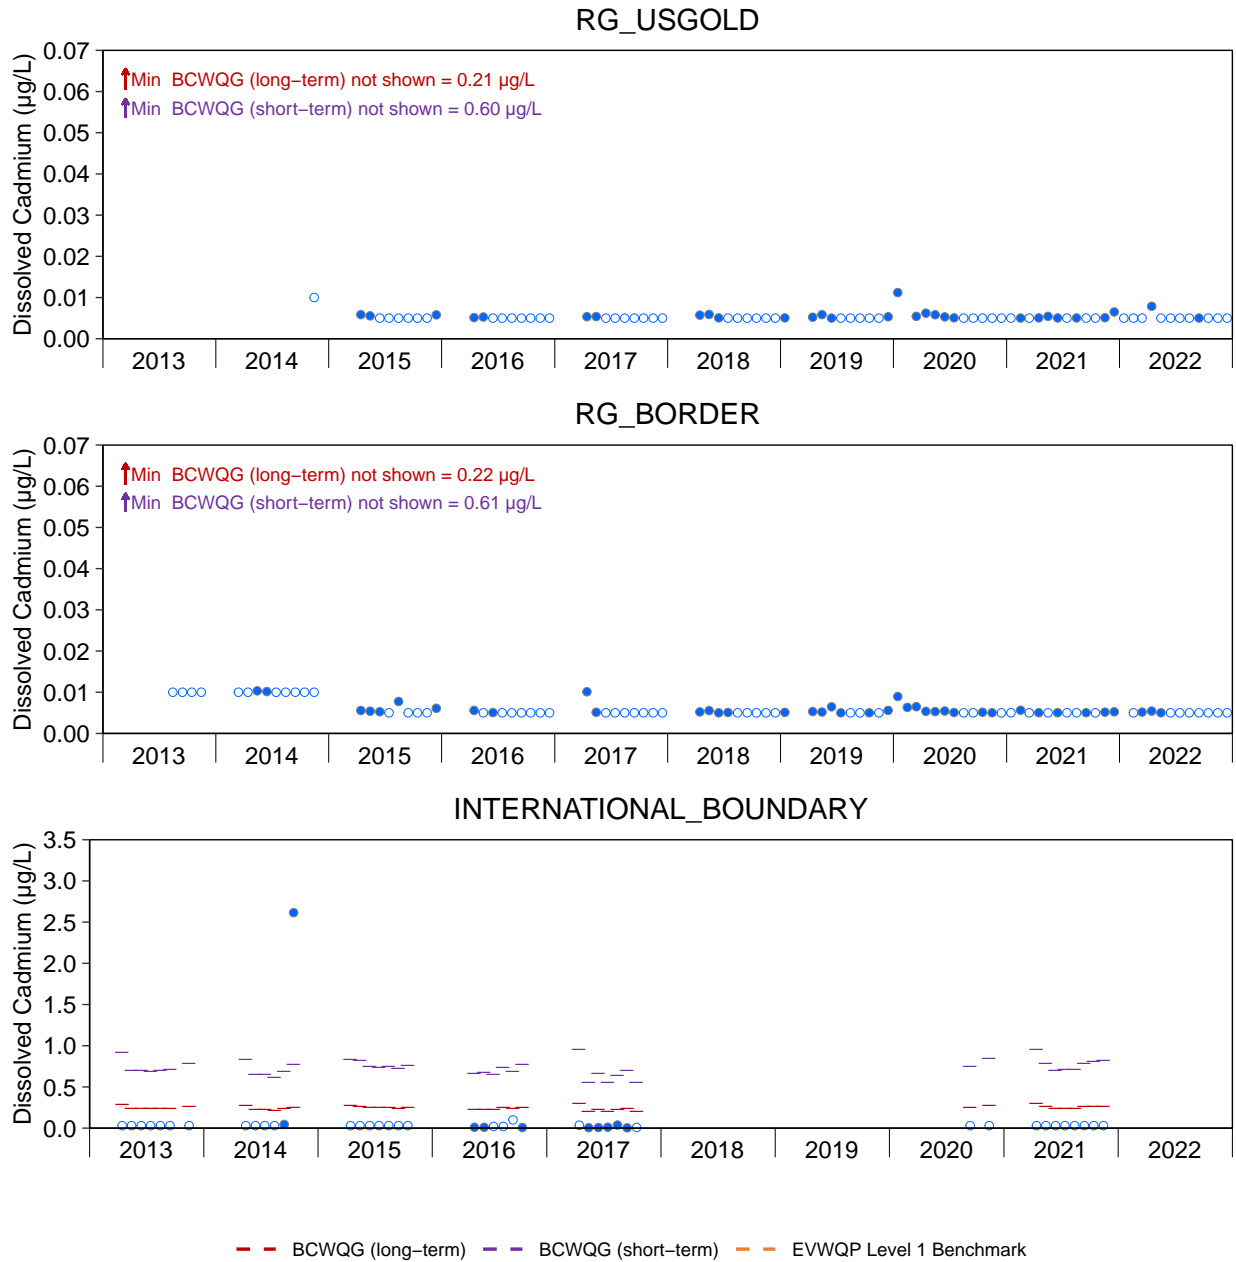 RG_USGOLD
Dissolved Cadmium (µg/L)
0.07
0.06
0.05
0.04
0.03
0.02
0.01
0.00
Min BCWQG (long−term) not shown = 0.21 µg/L
Min BCWQG (short−term) not shown = 0.60 µg/L
2013 2014 2015 2016 2017 2018 2019 2020 2021 2022
RG_BORDER
Dissolved Cadmium (µg/L)
0.07
0.06
0.05
0.04
0.03
0.02
0.01
0.00
Min BCWQG (long−term) not shown = 0.22 µg/L
Min BCWQG (short−term) not shown = 0.61 µg/L
2013 2014 2015 2016 2017 2018 2019 2020 2021 2022
INTERNATIONAL_BOUNDARY
Dissolved Cadmium (µg/L)
3.5
3.0
2.5
2.0
1.5
1.0
0.5
0.0
2013 2014 2015 2016 2017 2018 2019 2020 2021 2022
BCWQG (long−term) BCWQG (short−term) EVWQP Level 1 Benchmark